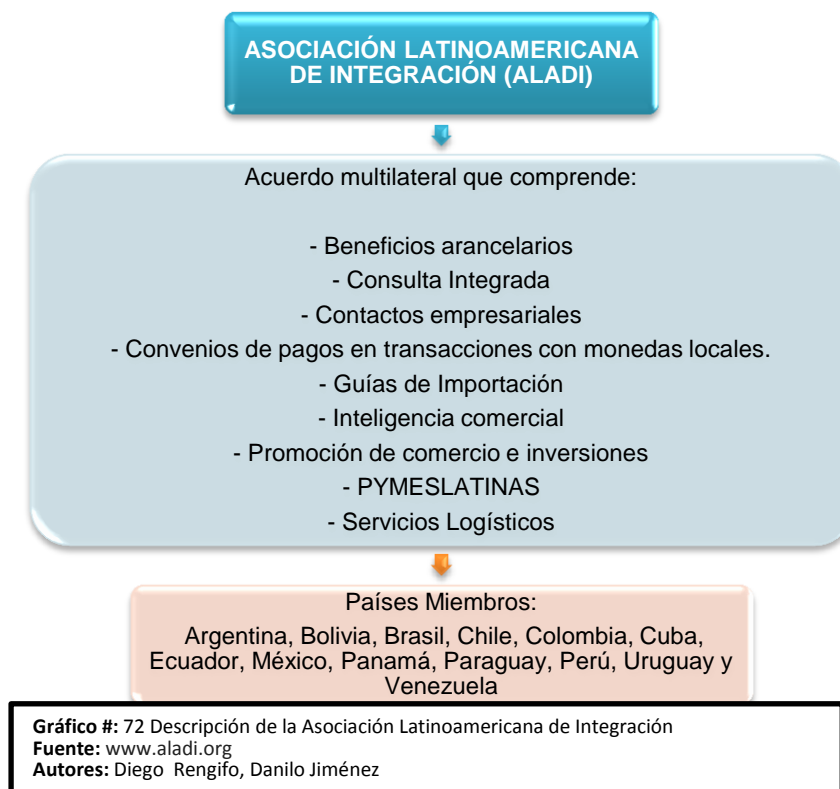 ASOCIACIÓN LATINOAMERICANA
DE INTEGRACIÓN (ALADI)
Acuerdo multilateral que comprende:
- Beneficios arancelarios
- Consulta Integrada
- Contactos empresariales
- Convenios de pagos en transacciones con monedas locales.
- Guías de Importación
- Inteligencia comercial
- Promoción de comercio e inversiones
- PYMESLATINAS
- Servicios Logísticos
Países Miembros:
Argentina, Bolivia, Brasil, Chile, Colombia, Cuba,
Ecuador, México, Panamá, Paraguay, Perú, Uruguay y
Venezuela
Gráfico #: 72 Descripción de la Asociación Latinoamericana de Integración
Fuente: www.aladi.org
Autores: Diego Rengifo, Danilo Jiménez